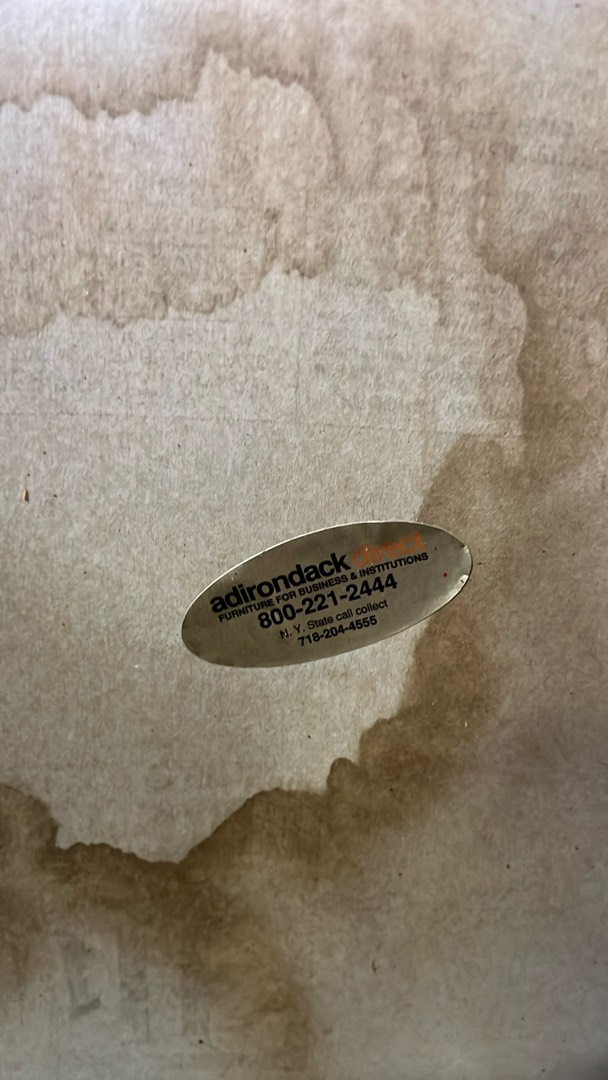 adirondack direct
FURNITURE FOR BUSINESS & INSTITUTIONS
800-221-2444
N. Y. State call collect
718-204-4555